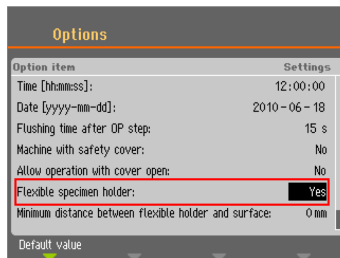 Options
Option item Settings
Time [hh:mm:ss]: 12:00:00
Date [yyyy-mm-dd]: 2010-06-18
Flushing time after OP step: 15 s
Machine with safety cover: No
Allow operation with cover open: No
Flexible specimen holder: Yes
Minimum distance between flexible holder and surface: 0 mm
Default value